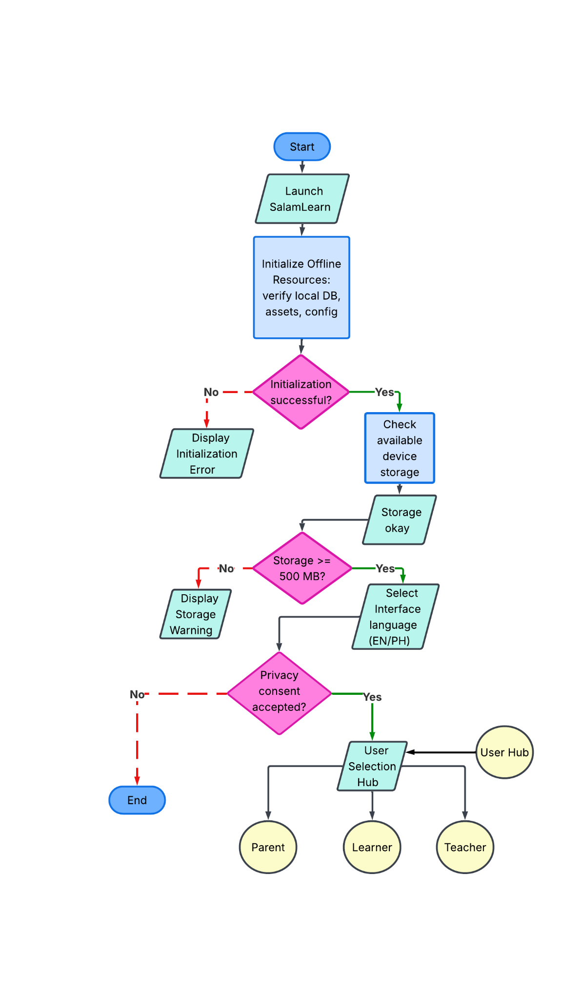 Start
Launch
SalamLearn
Initialize Offline
Resources:
verify local DB,
assets, config
Initialization
successful?
No
Yes
Display
Initialization
Error
Check
available
device
storage
Storage
okay
Storage >=
500 MB?
No
Yes
Display
Storage
Warning
Select
Interface
language
(EN/PH)
Privacy
consent
accepted?
No
Yes
User
Selection
Hub
User Hub
End
Parent
Learner
Teacher